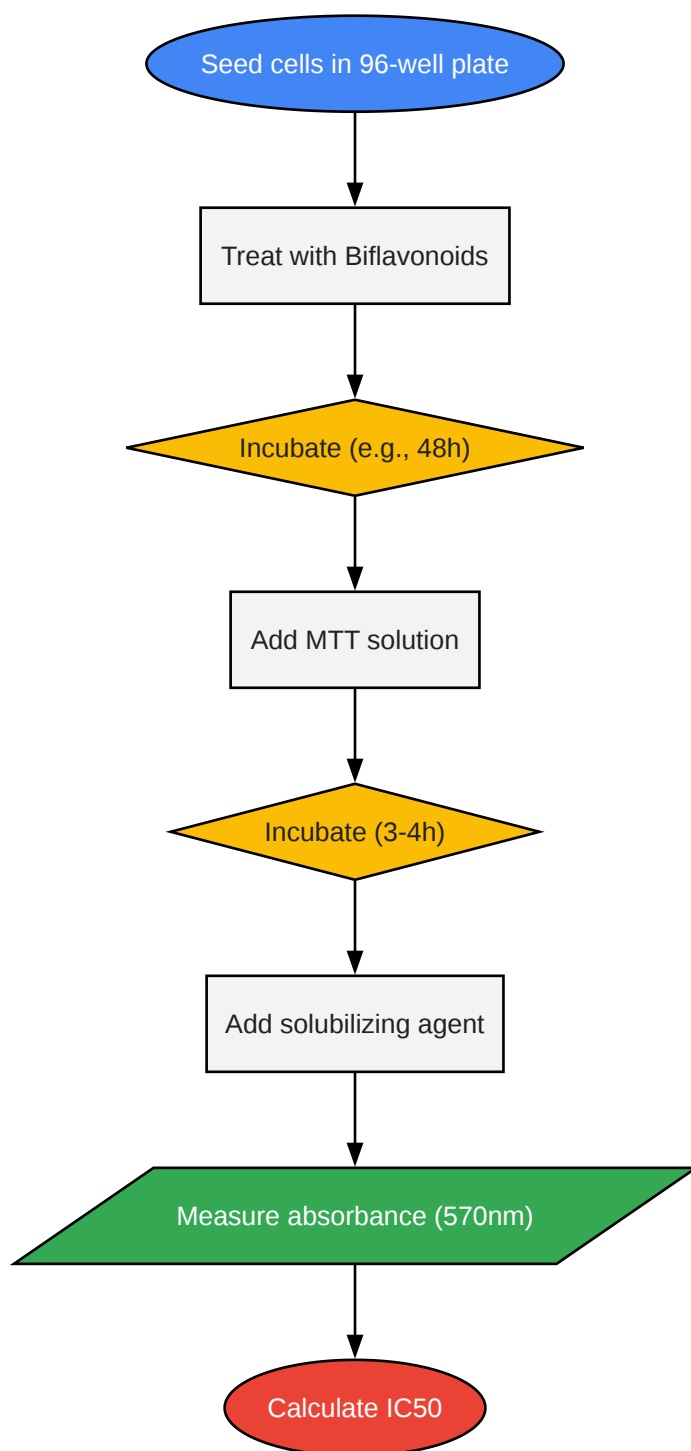 Seed cells in 96-well plate
Treat with Biflavonoids
Incubate (e.g., 48h)
Add MTT solution
Incubate (3-4h)
Add solubilizing agent
Measure absorbance (570nm)
Calculate IC50